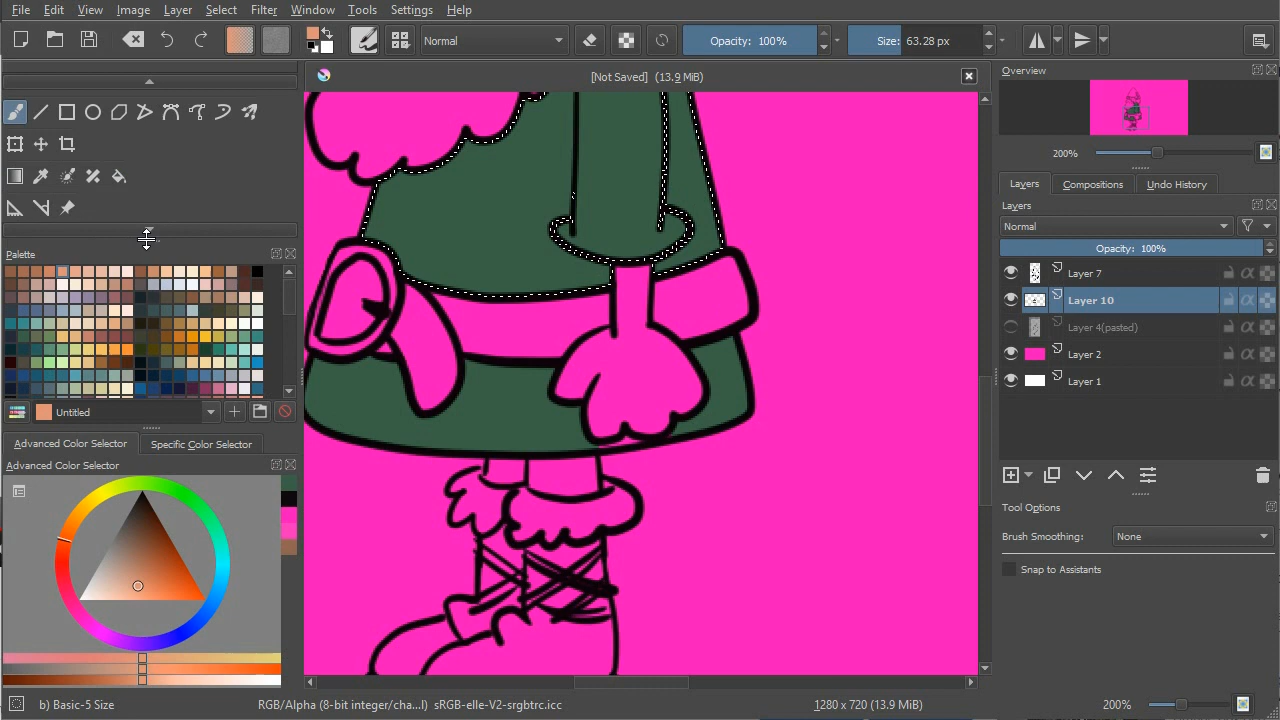 File Edit View Image Layer Select Filter Window Tools Settings Help
Normal Opacity: 100% Size: 63.28 px
[Not Saved] (13.9 MiB)
Overview
200%
Layers Compositions Undo History
Layers
Normal
Opacity: 100%
Layer 7
Layer 10
Layer 4(pasted)
Layer 2
Layer 1
Tool Options
Brush Smoothing: None
Snap to Assistants
Palette
Untitled
Advanced Color Selector Specific Color Selector
Advanced Color Selector
b) Basic-5 Size RGB/Alpha (8-bit integer/cha...l) sRGB-elle-V2-srgbtrc.icc 1280 x 720 (13.9 MiB) 200%